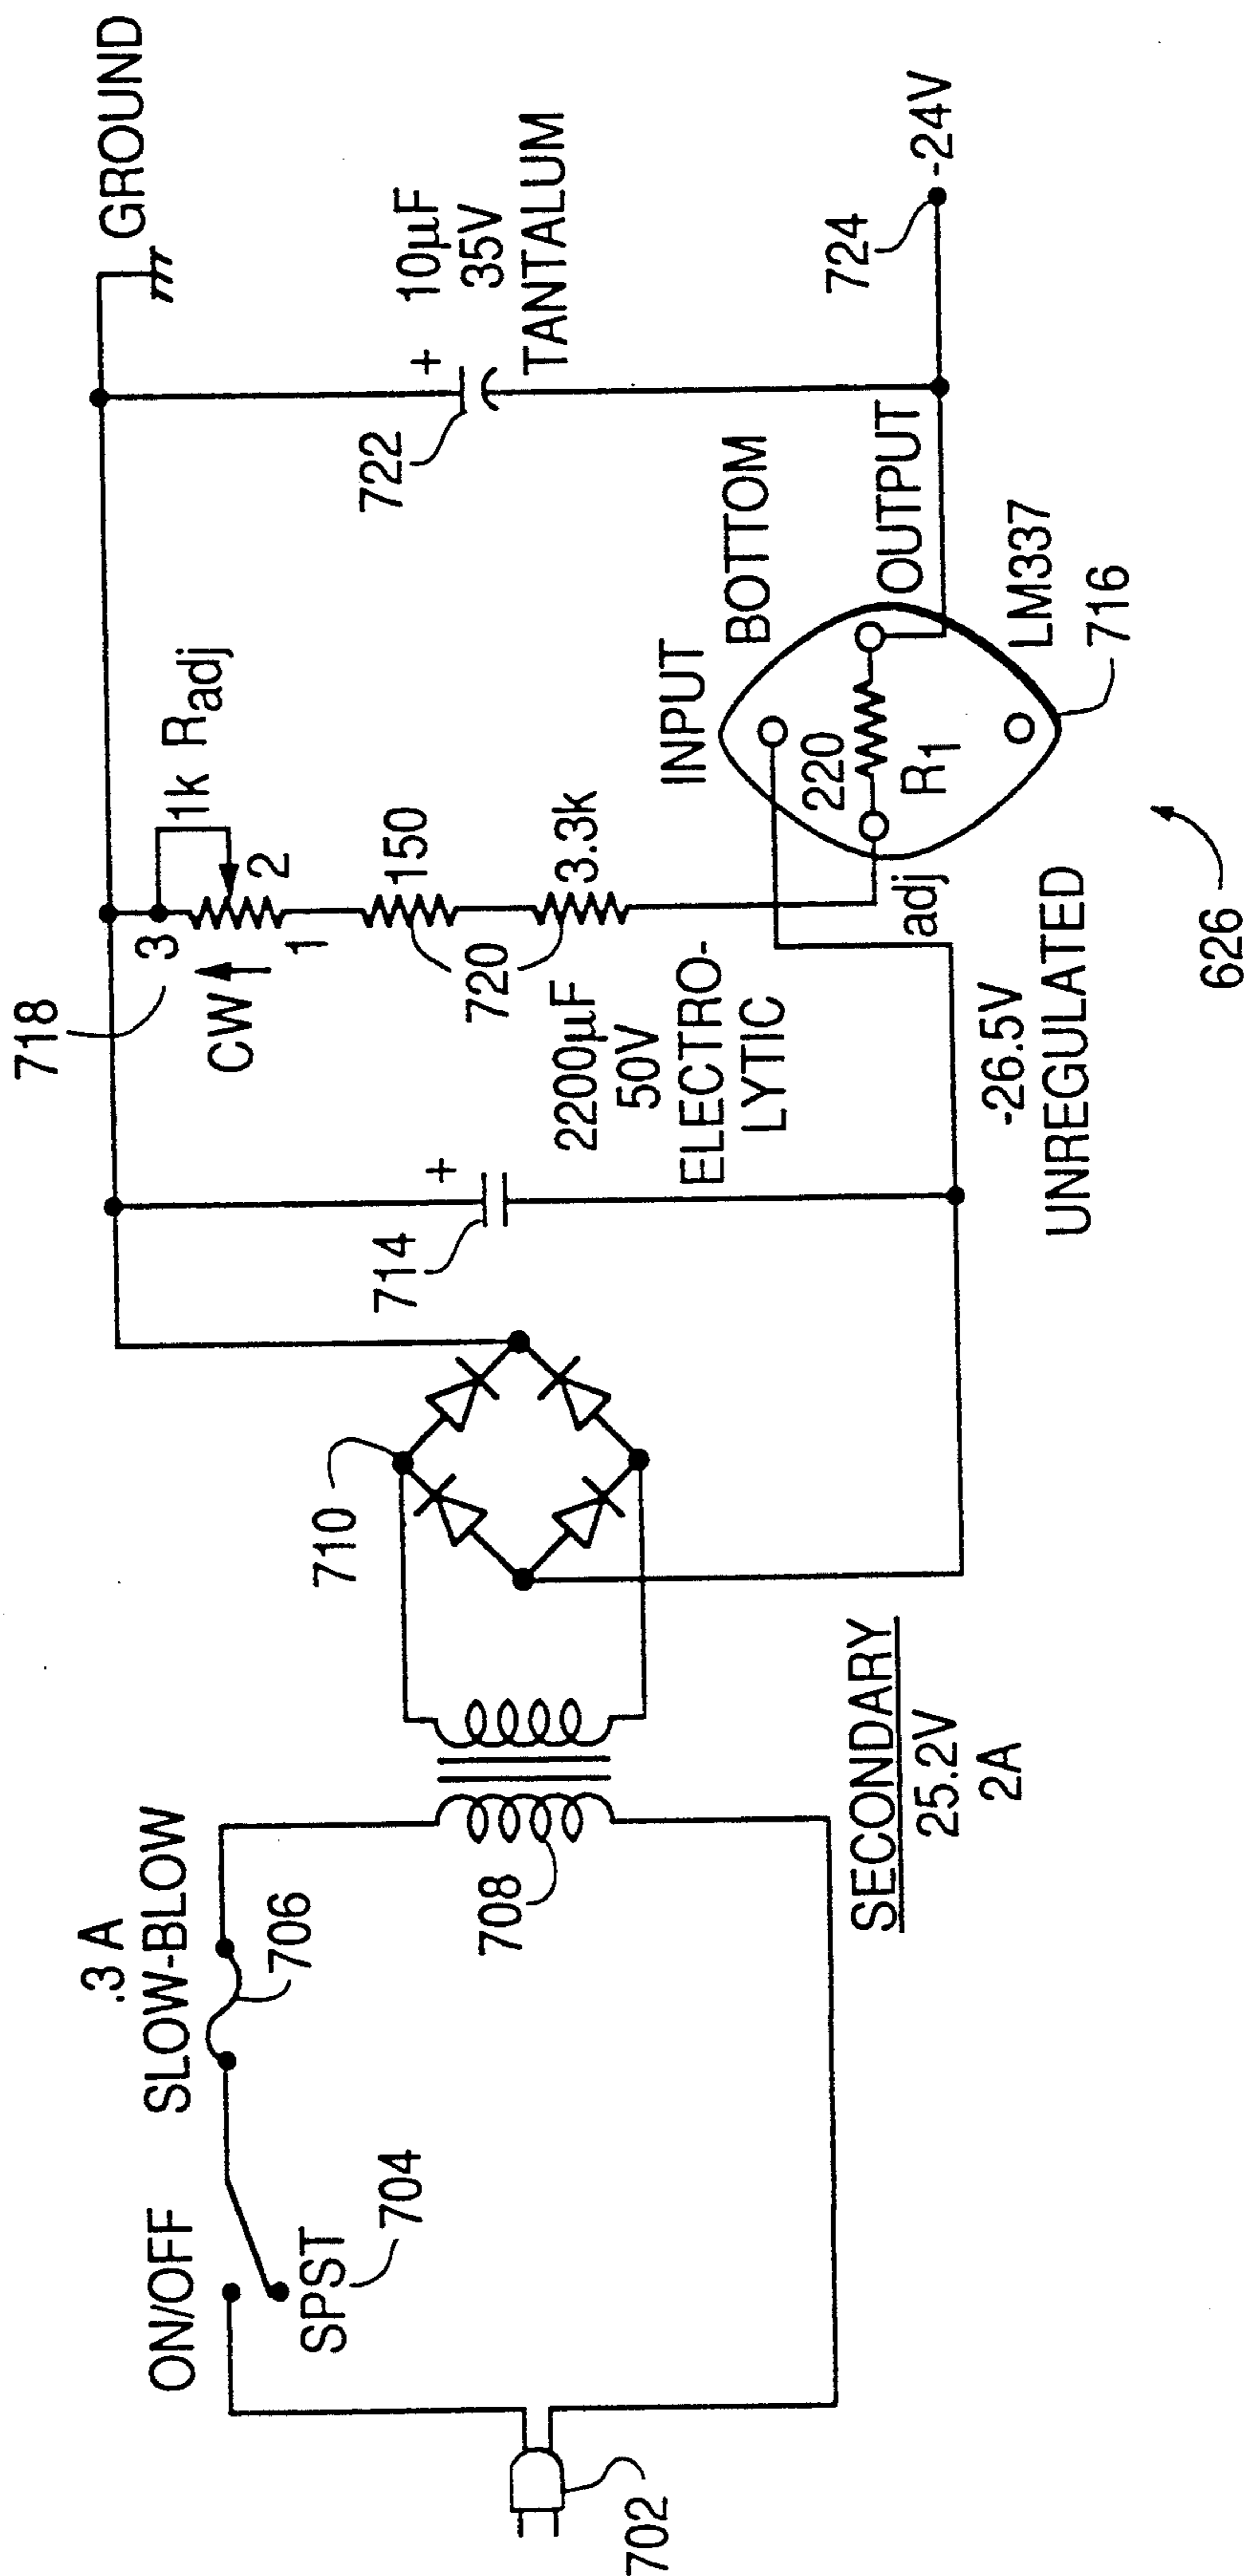 .3 A
SLOW-BLOW
ON/OFF
706
SPST
704
702
708
SECONDARY
25.2V
2A
710
714
+
2200µF
50V
ELECTRO-
LYTIC
-26.5V
UNREGULATED
718
CW
3
2
1
1k Radj
150
3.3k
720
adj
INPUT
BOTTOM
220
R1
OUTPUT
LM337
716
626
722
+
10µF
35V
TANTALUM
GROUND
724
-24V